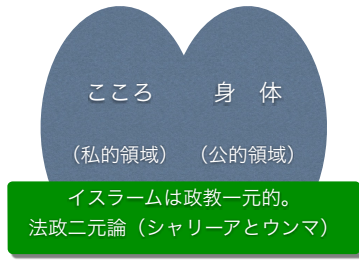 こころ　身　体
（私的領域）（公的領域）
イスラームは政教一元的。
法政二元論（シャリーアとウンマ）